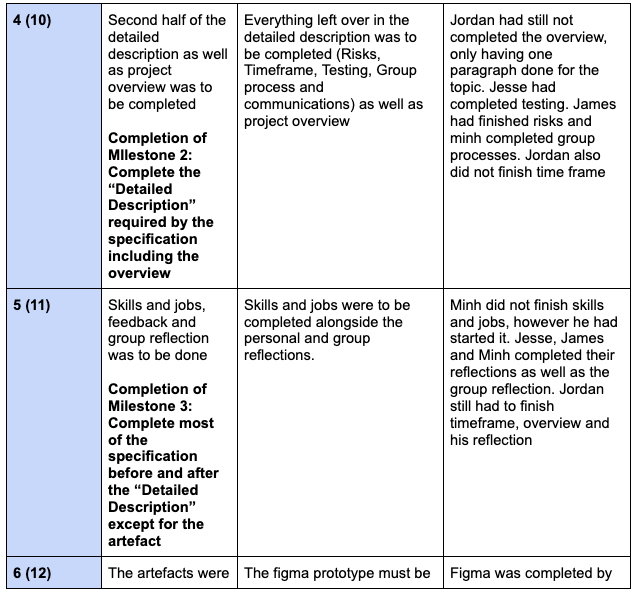 4 (10)
Second half of the
detailed
description as well
as project
overview was to
be completed
Completion of
MIlestone 2:
Complete the
“Detailed
Description”
required by the
specification
including the
overview
Everything left over in the
detailed description was to
be completed (Risks,
Timeframe, Testing, Group
process and
communications) as well as
project overview
Jordan had still not
completed the overview,
only having one
paragraph done for the
topic. Jesse had
completed testing. James
had finished risks and
minh completed group
processes. Jordan also
did not finish time frame
5 (11)
Skills and jobs,
feedback and
group reflection
was to be done
Completion of
Milestone 3:
Complete most
of the
specification
before and after
the “Detailed
Description”
except for the
artefact
Skills and jobs were to be
completed alongside the
personal and group
reflections.
Minh did not finish skills
and jobs, however he had
started it. Jesse, James
and Minh completed their
reflections as well as the
group reflection. Jordan
still had to finish
timeframe, overview and
his reflection
6 (12)
The artefacts were
The figma prototype must be
Figma was completed by